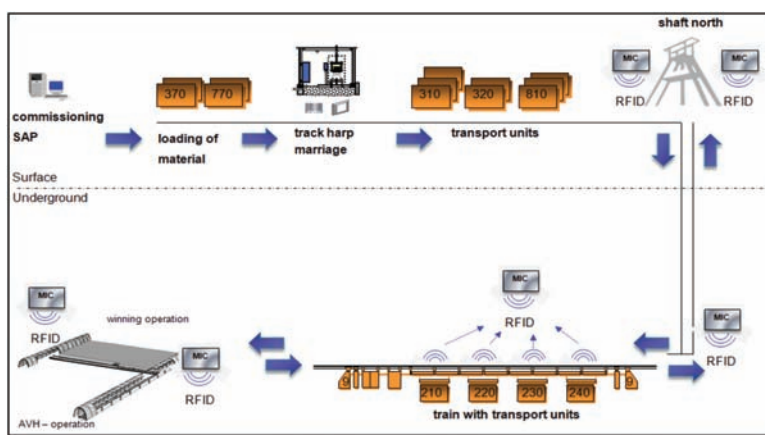 shaft north
MIC
MIC
RFID
RFID
370
770
310
320
810
commissioning
SAP
loading of
material
track harp
marriage
transport units
Surface
Underground
MIC
RFID
MIC
RFID
winning operation
MIC
RFID
MIC
RFID
9
210
220
230
240
9
AVH – operation
train with transport units